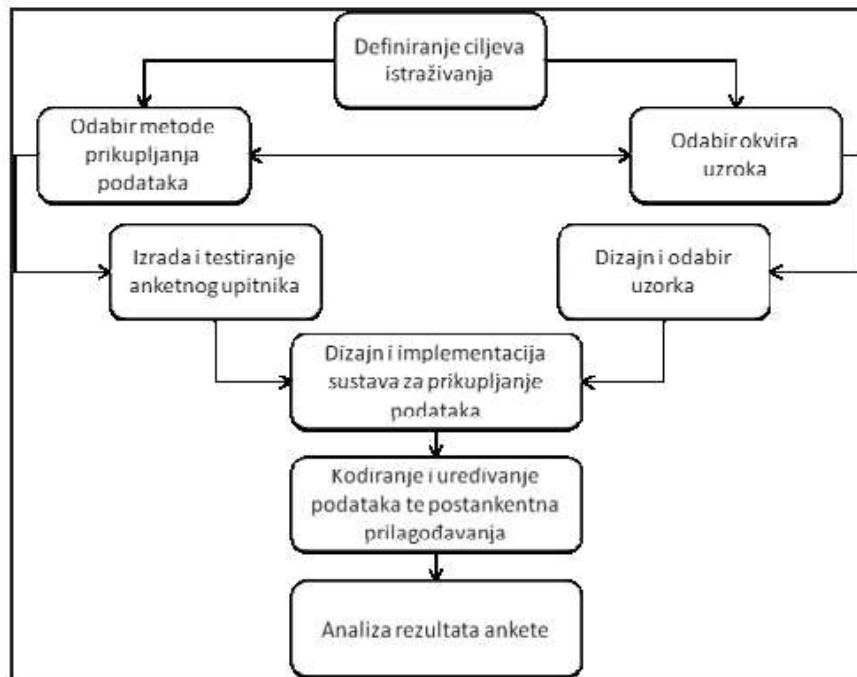 Definiranje ciljeva
istraživanja
Odabir metode
prikupljanja
podataka
Odabir okvira
uzroka
Izrada i testiranje
anketnog upitnika
Dizajn i odabir
uzorka
Dizajn i implementacija
sustava za prikupljanje
podataka
Kodiranje i uređivanje
podataka te postankentna
prilagođavanja
Analiza rezultata ankete